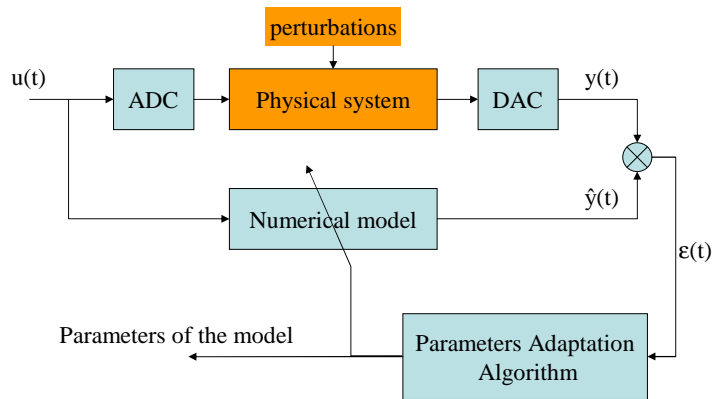 perturbations
u(t)
ADC
Physical system
DAC
y(t)
Numerical model
ŷ(t)
ε(t)
Parameters of the model
Parameters Adaptation
Algorithm